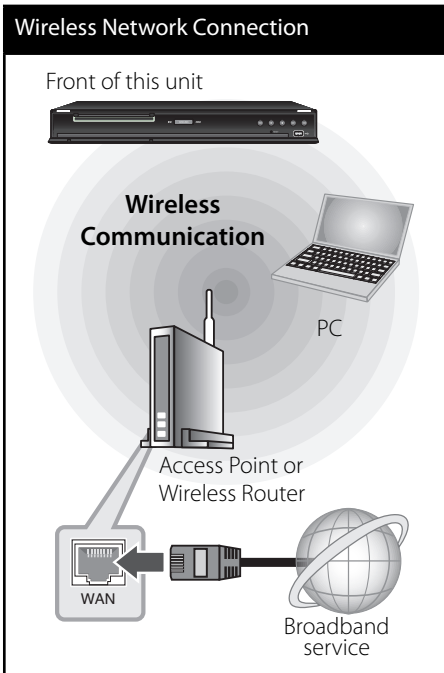 Wireless Network Connection
Front of this unit
Wireless
Communication
PC
Access Point or
Wireless Router
WAN
Broadband
service